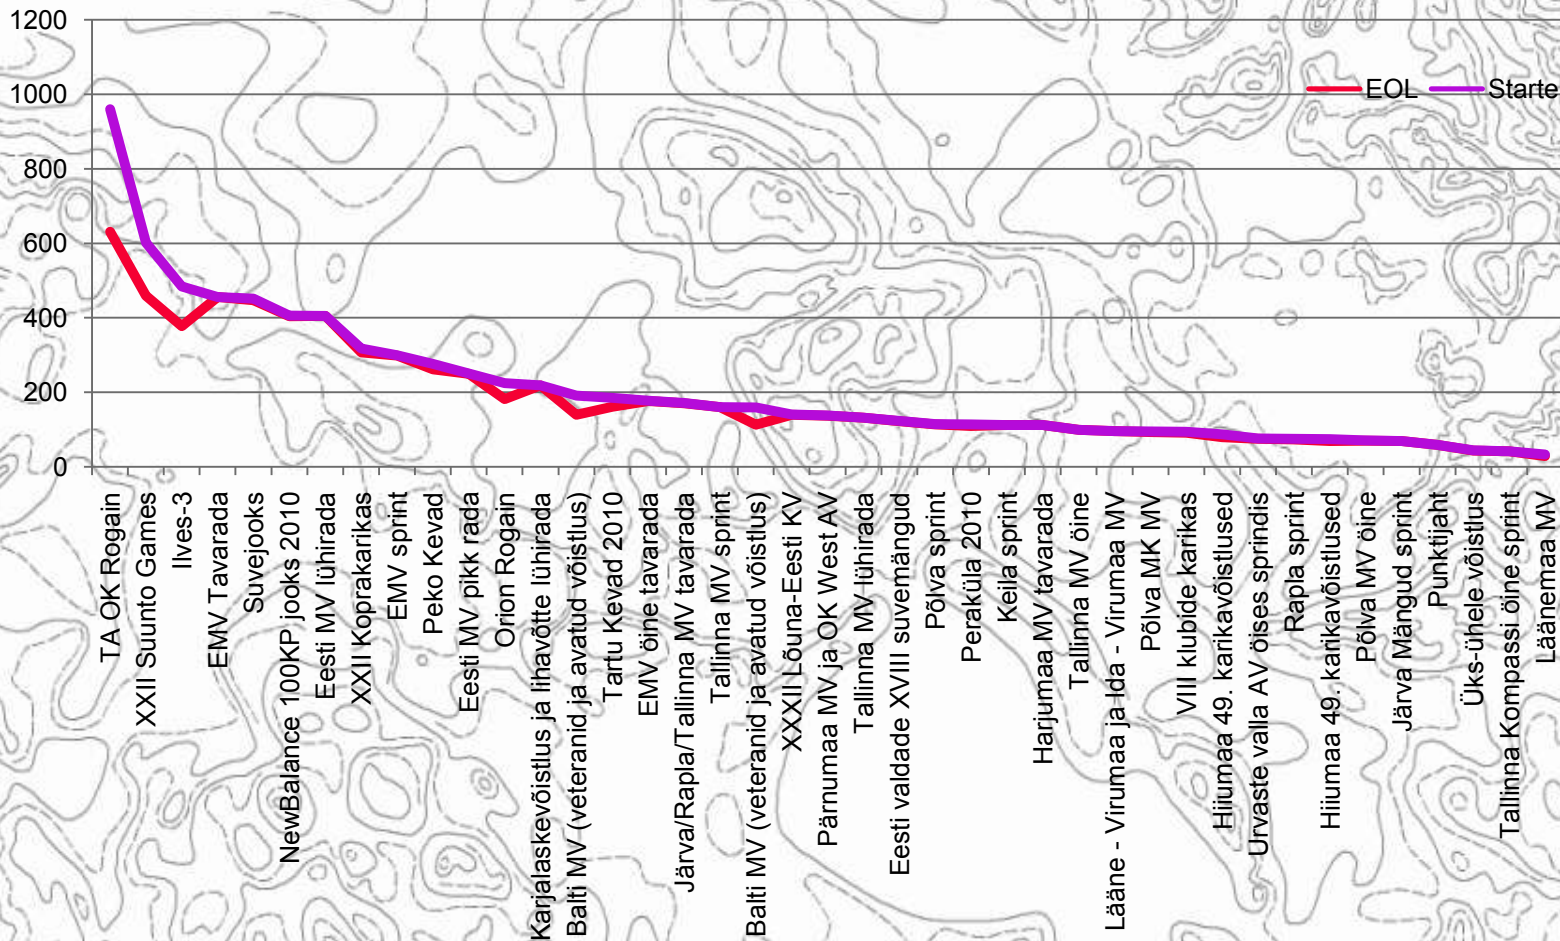 1200
1000
800
600
400
200
0
EOL
Starte
TA OK Rogain
XXII Suunto Games
Ilves-3
EMV Tavarada
Suvejooks
NewBalance 100KP jooks 2010
Eesti MV lühirada
XXII Koprakarikas
EMV sprint
Peko Kevad
Eesti MV pikk rada
Orion Rogain
Karjalaskevõistlus ja lihavõtte lühirada
Balti MV (veteranid ja avatud võistlus)
Tartu Kevad 2010
EMV öine tavarada
Järva/Rapla/Tallinna MV tavarada
Tallinna MV sprint
Balti MV (veteranid ja avatud võistlus)
XXXII Lõuna-Eesti KV
Pärnumaa MV ja OK West AV
Tallinna MV lühirada
Eesti valdade XVIII suvemängud
Põlva sprint
Peraküla 2010
Keila sprint
Harjumaa MV tavarada
Tallinna MV öine
Lääne - Virumaa ja Ida - Virumaa MV
Põlva MK MV
VIII klubide karikas
Hiiumaa 49. karikavõistlused
Urvaste valla AV öises sprindis
Rapla sprint
Hiiumaa 49. karikavõistlused
Põlva MV öine
Järva Mängud sprint
Punktijaht
Üks-ühele võistlus
Tallinna Kompassi öine sprint
Läänemaa MV